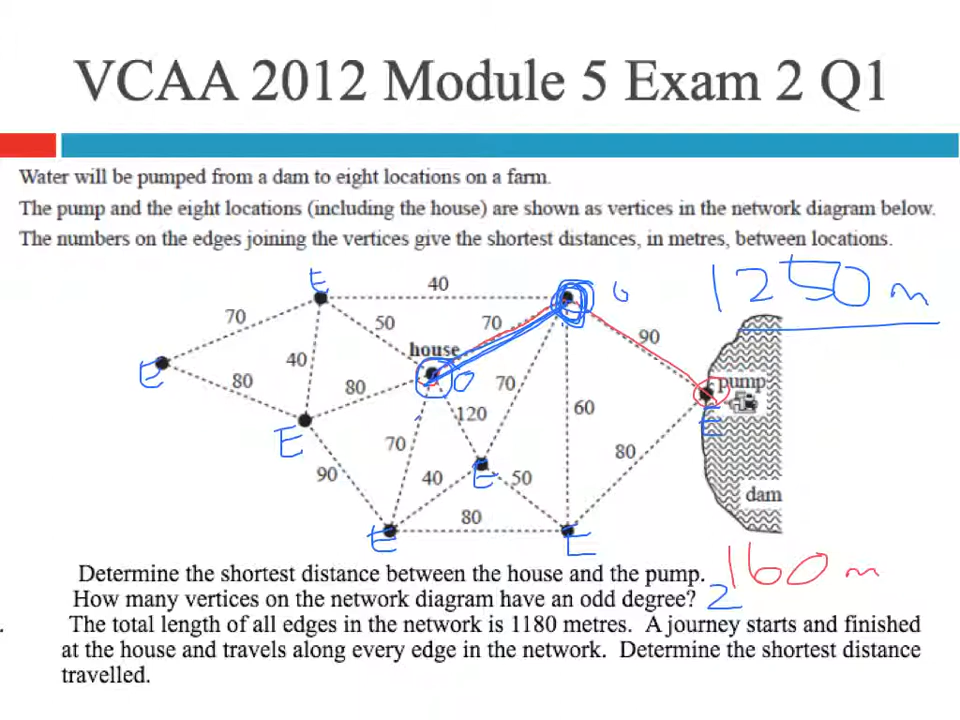 VCAA 2012 Module 5 Exam 2 Q1
Water will be pumped from a dam to eight locations on a farm.
The pump and the eight locations (including the house) are shown as vertices in the network diagram below.
The numbers on the edges joining the vertices give the shortest distances, in metres, between locations.
1250 m
E
40
O
70
50
70
90
house
E
40
80
80
O
70
120
60
pump
E
E
70
80
90
40
E
50
dam
80
E
E
Determine the shortest distance between the house and the pump. 160 m
How many vertices on the network diagram have an odd degree? 2
. The total length of all edges in the network is 1180 metres. A journey starts and finished
at the house and travels along every edge in the network. Determine the shortest distance
travelled.